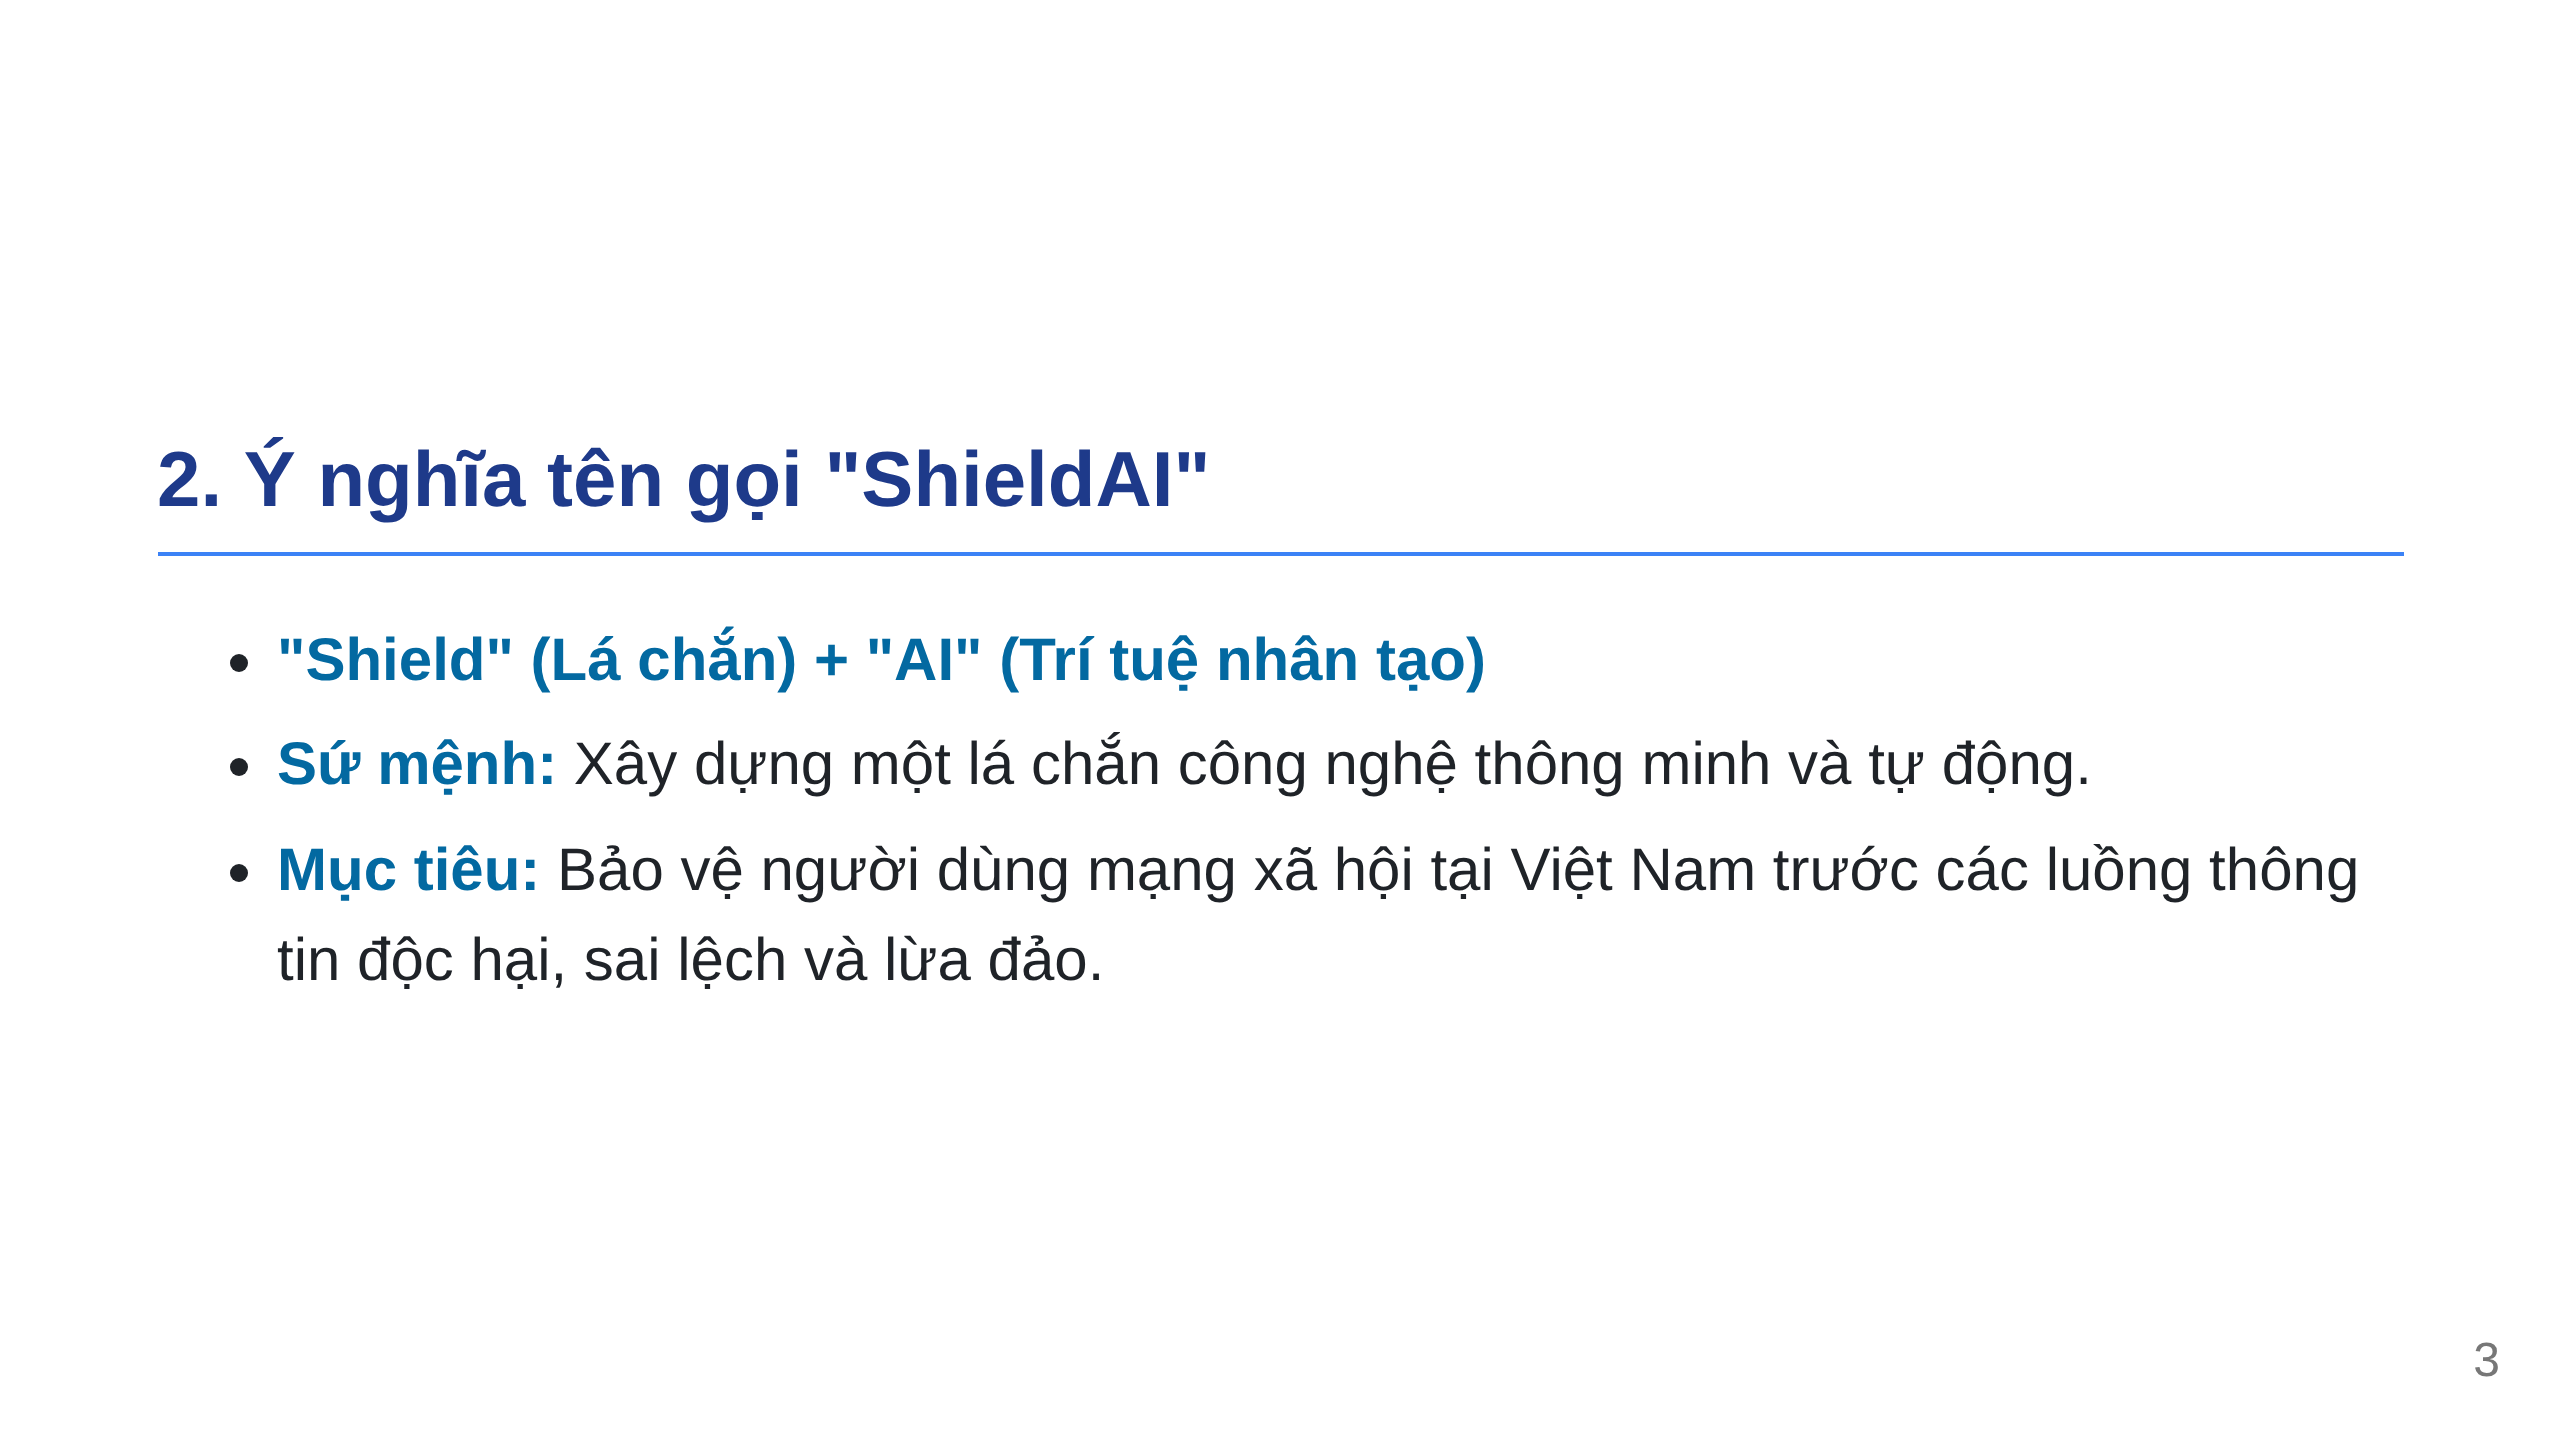 2. Ý nghĩa tên gọi "ShieldAI"
• "Shield" (Lá chắn) + "AI" (Trí tuệ nhân tạo)
• Sứ mệnh: Xây dựng một lá chắn công nghệ thông minh và tự động.
• Mục tiêu: Bảo vệ người dùng mạng xã hội tại Việt Nam trước các luồng thông
tin độc hại, sai lệch và lừa đảo.
3